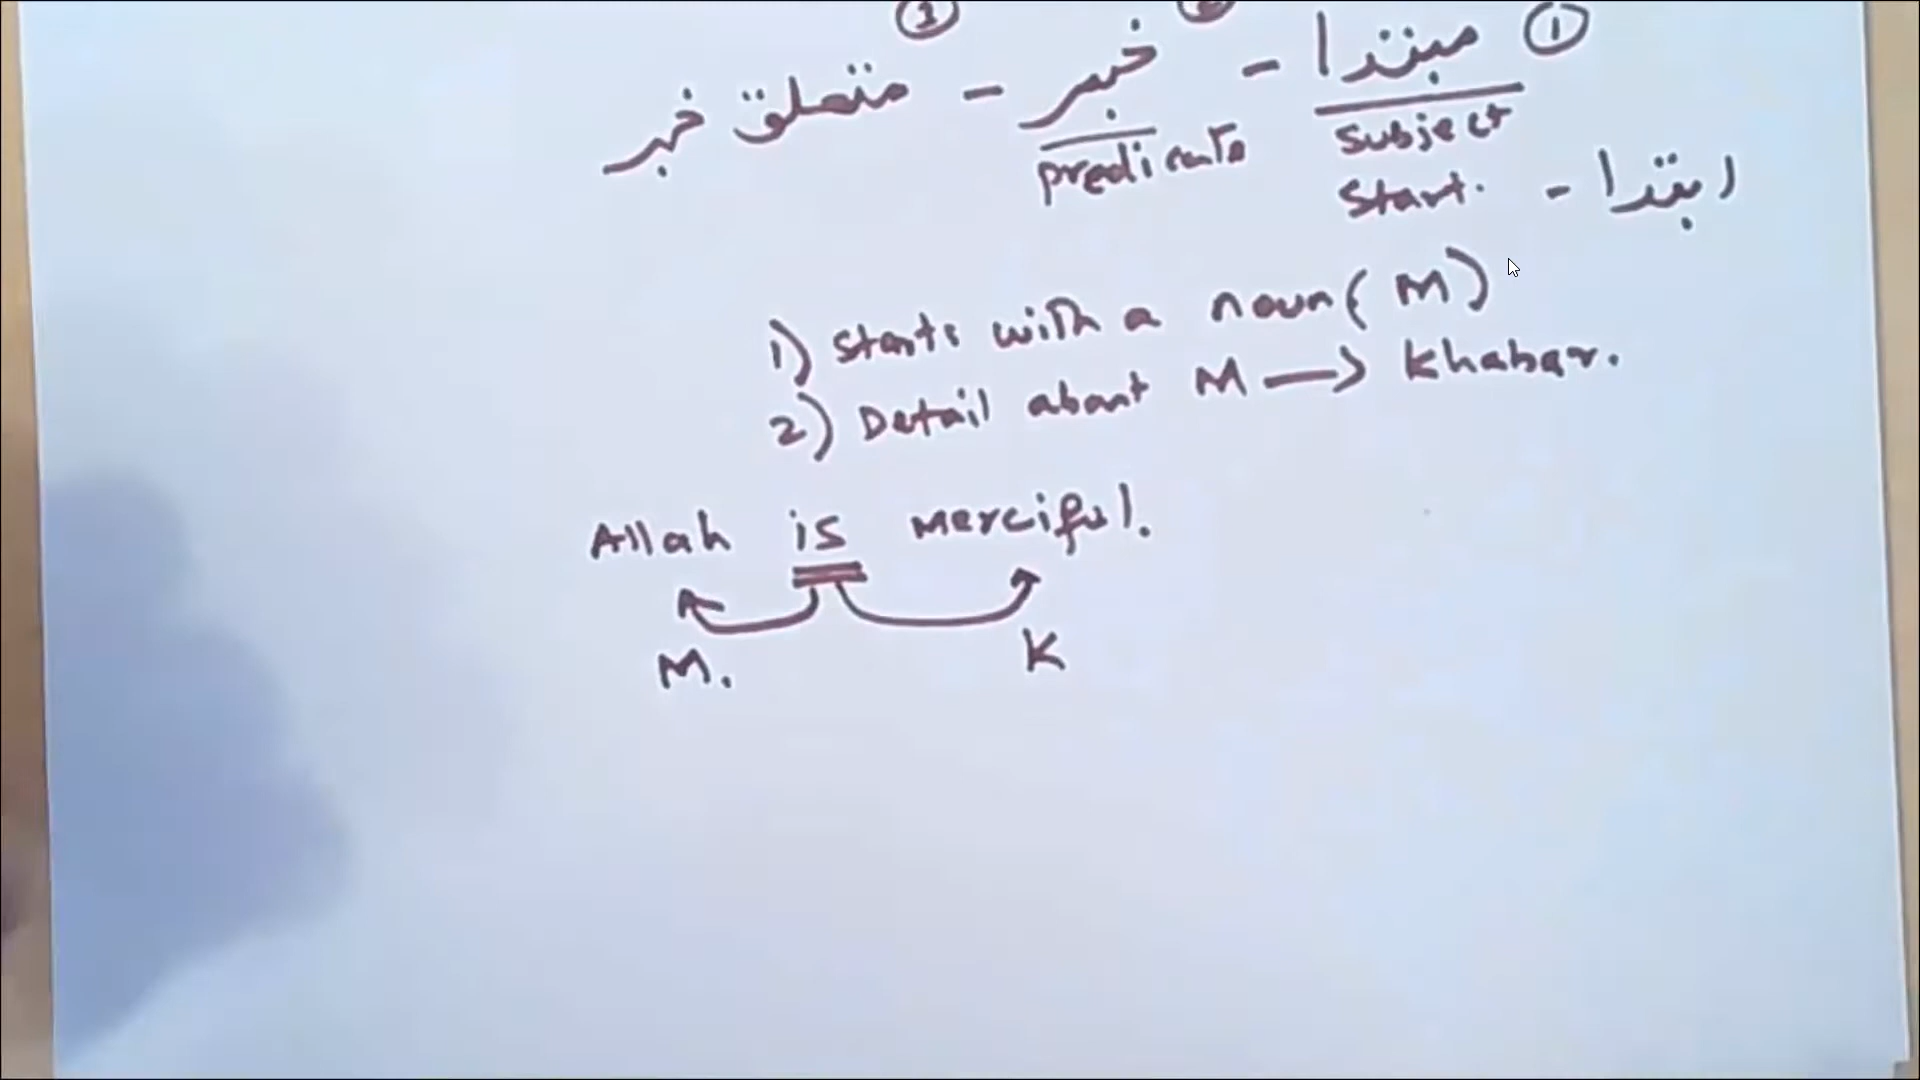 ① مبتدا - خبر - متعلق خبر ③
subject predicate
start. - ابتدا
1) starts with a noun (M)
2) Detail about M → khabar.
Allah is merciful.
M. K